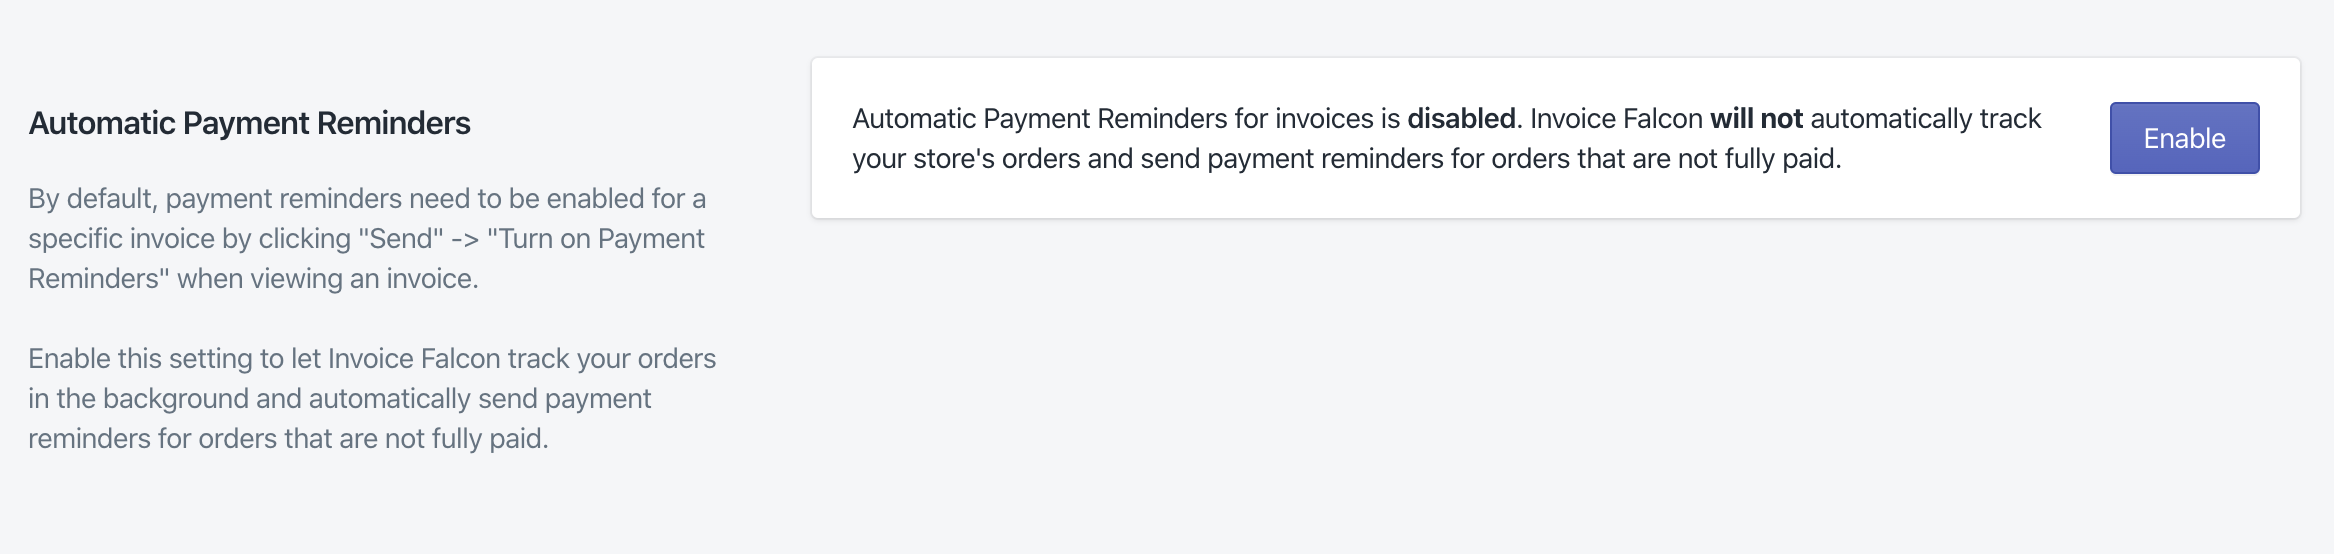 Automatic Payment Reminders
By default, payment reminders need to be enabled for a
specific invoice by clicking "Send" -> "Turn on Payment
Reminders" when viewing an invoice.
Enable this setting to let Invoice Falcon track your orders
in the background and automatically send payment
reminders for orders that are not fully paid.
Automatic Payment Reminders for invoices is disabled. Invoice Falcon will not automatically track
your store's orders and send payment reminders for orders that are not fully paid.
Enable